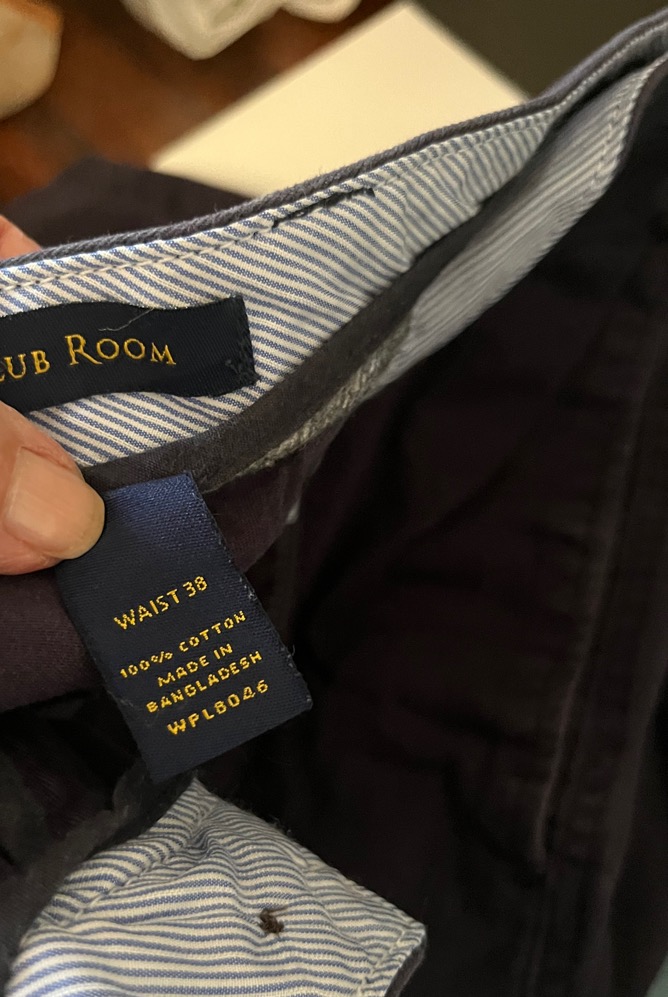 LUB ROOM
WAIST 38
100% COTTON
MADE IN
BANGLADESH
WPL8046